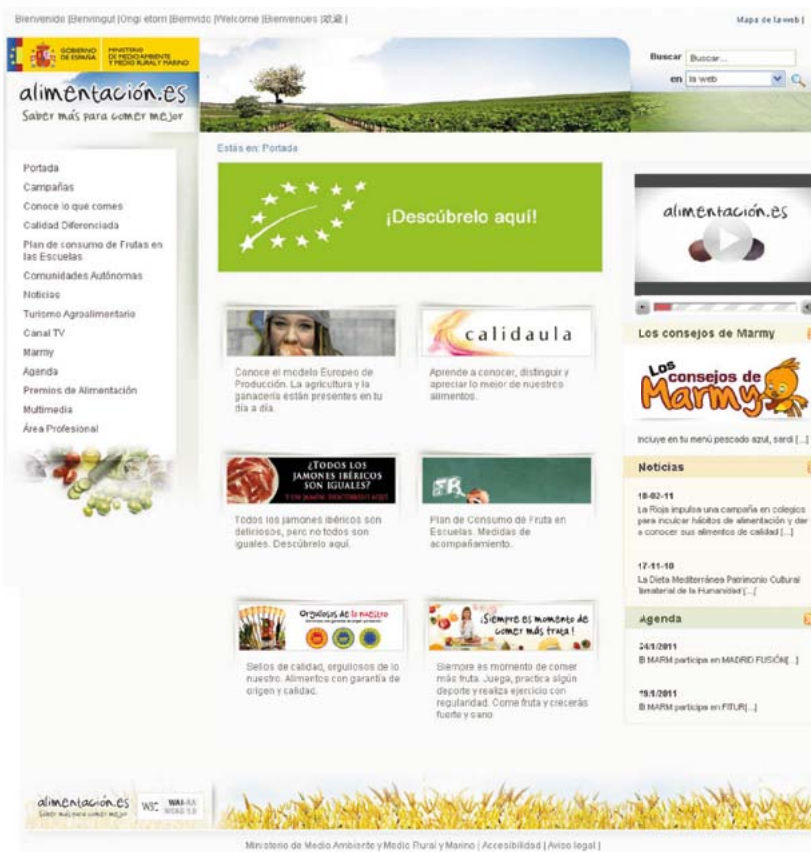 Bienvenido |Benvingut |Ongi etorri |Benvido |Welcome |Bienvenues |欢迎 |
Mapa de la web |
GOBIERNO
DE ESPAÑA
MINISTERIO
DE MEDIO AMBIENTE
Y MEDIO RURAL Y MARINO
alimentación.es
Saber más para comer mejor
Buscar Buscar...
en la web
Portada
Campañas
Conoce lo que comes
Calidad Diferenciada
Plan de consumo de Frutas en
las Escuelas
Comunidades Autónomas
Noticias
Turismo Agroalimentario
Canal TV
Marmy
Agenda
Premios de Alimentación
Multimedia
Área Profesional
Estás en: Portada
¡Descúbrelo aquí!
Conoce el modelo Europeo de
Producción. La agricultura y la
ganadería están presentes en tu
día a día.
calidaula
Aprende a conocer, distinguir y
apreciar lo mejor de nuestros
alimentos.
¿TODOS LOS
JAMONES IBÉRICOS
SON IGUALES?
Todos los jamones ibéricos son
deliciosos, pero no todos son
iguales. Descúbrelo aquí.
Plan de Consumo de Fruta en
Escuelas. Medidas de
acompañamiento.
Orgullosos de lo nuestro
Sellos de calidad, orgullosos de lo
nuestro. Alimentos con garantía de
origen y calidad.
¡Siempre es momento de
comer más fruta!
Siempre es momento de comer
más fruta. Juega, practica algún
deporte y realiza ejercicio con
regularidad. Come fruta y crecerás
fuerte y sano
alimentación.es
Los consejos de Marmy
Los
consejos de
Marmy
Incluye en tu menú pescado azul, sardi [...]
Noticias
18-02-11
La Rioja impulsa una campaña en colegios
para inculcar hábitos de alimentación y dar
a conocer sus alimentos de calidad [...]
17-11-10
La Dieta Mediterránea Patrimonio Cultural
Inmaterial de la Humanidad [...]
Agenda
24/1/2011
El MARM participa en MADRID FUSIÓN[...]
19/1/2011
El MARM participa en FITUR[...]
alimentación.es
Saber más para comer mejor
W3C WAI-AA
WCAG 1.0
Ministerio de Medio Ambiente y Medio Rural y Marino | Accesibilidad | Aviso legal |